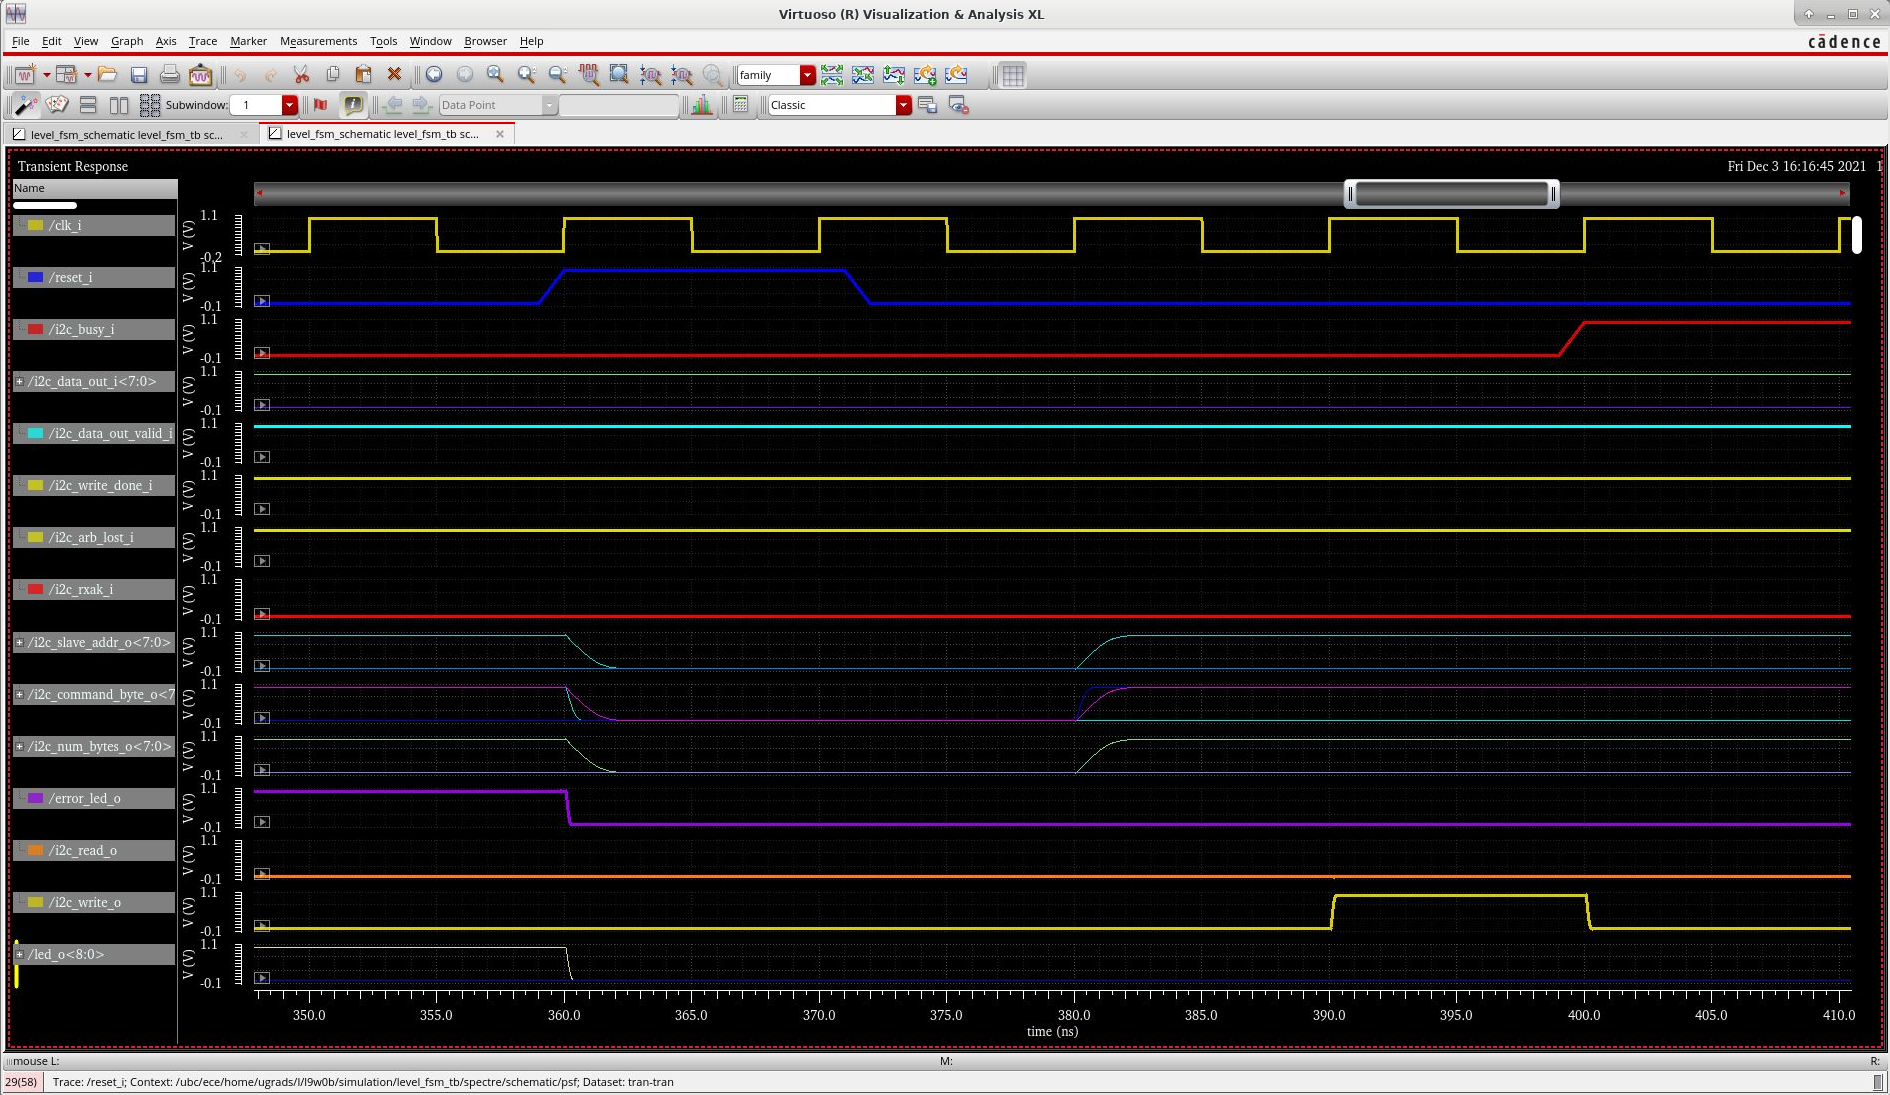 Virtuoso (R) Visualization & Analysis XL
File Edit View Graph Axis Trace Marker Measurements Tools Window Browser Help
cādence
family
Subwindow: 1 Data Point Classic
level_fsm_schematic level_fsm_tb sc... level_fsm_schematic level_fsm_tb sc...
Transient Response Fri Dec 3 16:16:45 2021 1
Name
/clk_i V (V) 1.1 -0.2
/reset_i V (V) 1.1 -0.1
/i2c_busy_i V (V) 1.1 -0.1
/i2c_data_out_i<7:0> V (V) 1.1 -0.1
/i2c_data_out_valid_i V (V) 1.1 -0.1
/i2c_write_done_i V (V) 1.1 -0.1
/i2c_arb_lost_i V (V) 1.1 -0.1
/i2c_rxak_i V (V) 1.1 -0.1
/i2c_slave_addr_o<7:0> V (V) 1.1 -0.1
/i2c_command_byte_o<7 V (V) 1.1 -0.1
/i2c_num_bytes_o<7:0> V (V) 1.1 -0.1
/error_led_o V (V) 1.1 -0.1
/i2c_read_o V (V) 1.1 -0.1
/i2c_write_o V (V) 1.1 -0.1
/led_o<8:0> V (V) 1.1 -0.1
350.0 355.0 360.0 365.0 370.0 375.0 380.0 385.0 390.0 395.0 400.0 405.0 410.0
time (ns)
mouse L: M: R:
29(58) Trace: /reset_i; Context: /ubc/ece/home/ugrads/l/l9w0b/simulation/level_fsm_tb/spectre/schematic/psf; Dataset: tran-tran